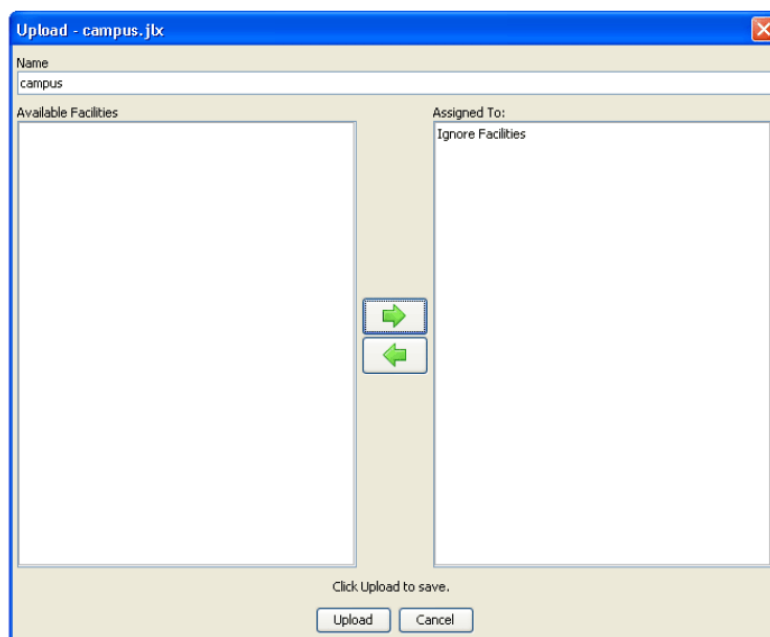 Upload - campus.jlx
Name
campus
Available Facilities
Assigned To:
Ignore Facilities
Click Upload to save.
Upload
Cancel